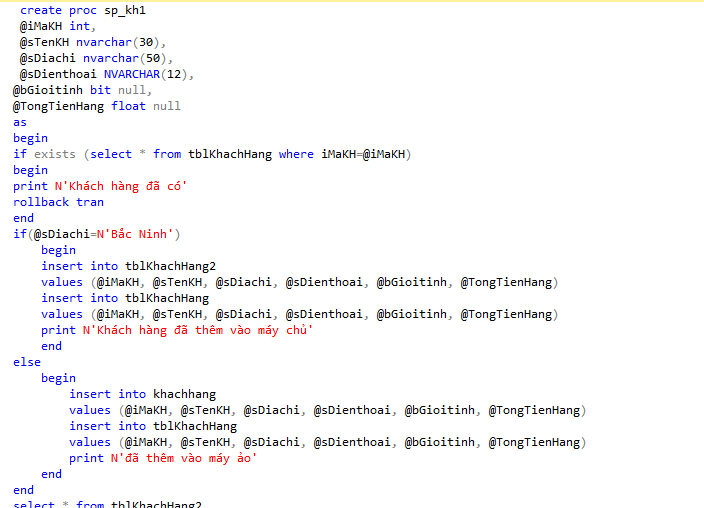 create proc sp_kh1
@iMaKH int,
@sTenKH nvarchar(30),
@sDiachi nvarchar(50),
@sDienthoai NVARCHAR(12),
@bGioitinh bit null,
@TongTienHang float null
as
begin
if exists (select * from tblKhachHang where iMaKH=@iMaKH)
begin
print N'Khách hàng đã có'
rollback tran
end
if(@sDiachi=N'Bắc Ninh')
begin
insert into tblKhachHang2
values (@iMaKH, @sTenKH, @sDiachi, @sDienthoai, @bGioitinh, @TongTienHang)
insert into tblKhachHang
values (@iMaKH, @sTenKH, @sDiachi, @sDienthoai, @bGioitinh, @TongTienHang)
print N'Khách hàng đã thêm vào máy chủ'
end
else
begin
insert into khachhang
values (@iMaKH, @sTenKH, @sDiachi, @sDienthoai, @bGioitinh, @TongTienHang)
insert into tblKhachHang
values (@iMaKH, @sTenKH, @sDiachi, @sDienthoai, @bGioitinh, @TongTienHang)
print N'đã thêm vào máy ảo'
end
end
select * from tblKhachHang2